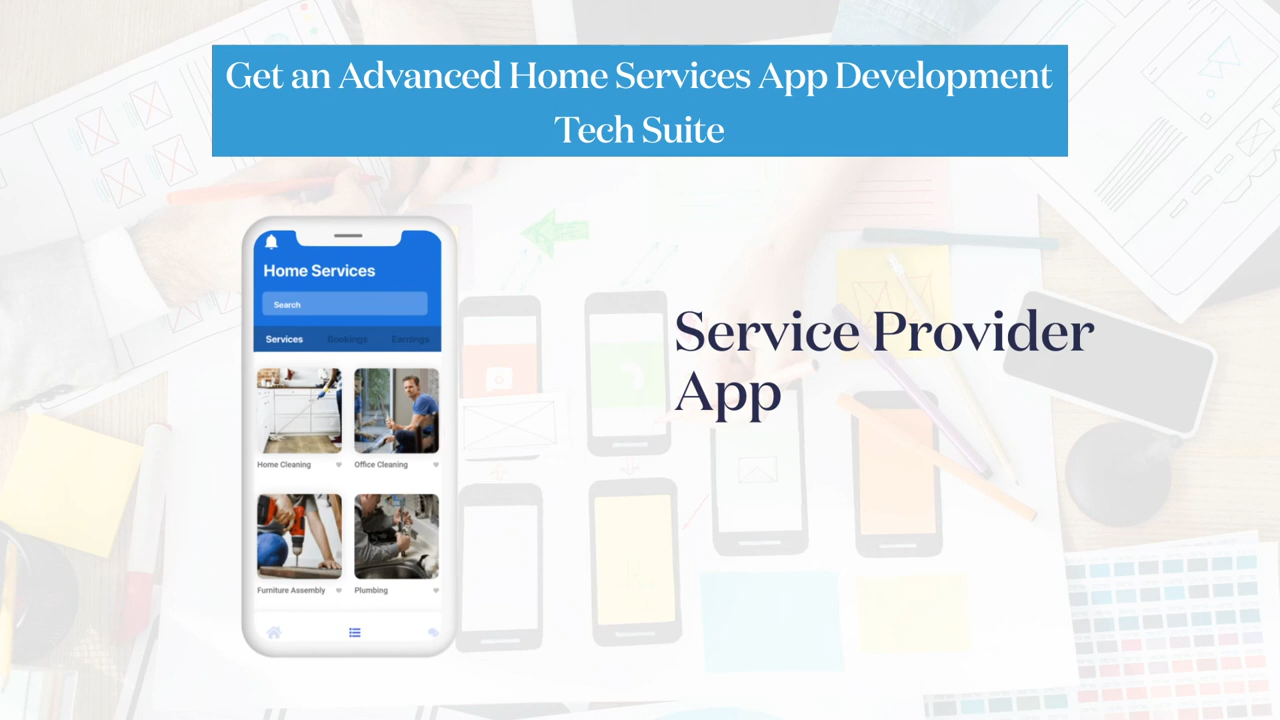 Get an Advanced Home Services App Development
Tech Suite
Home Services
Search
Services Bookings Earnings
Home Cleaning Office Cleaning
Furniture Assembly Plumbing
Service Provider
App